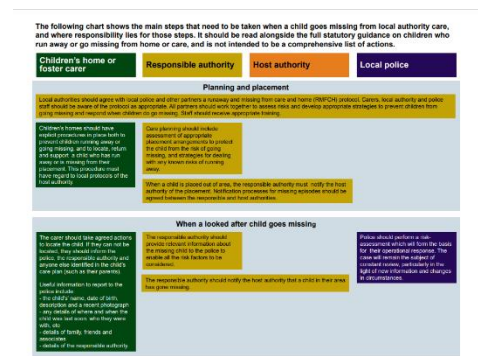 The following chart shows the main steps that need to be taken when a child goes missing from local authority care,
and where responsibility lies for those steps. It should be read alongside the full statutory guidance on children who
run away or go missing from home or care, and is not intended to be a comprehensive list of actions.
Children's home or
foster carer
Responsible authority
Host authority
Local police
Planning and placement
Local authorities should agree with local police and other partners a runaway and missing from care and home (RMFCH) protocol. Carers, local authority and police
staff should be aware of the protocol as appropriate. All partners should work together to assess risks and develop appropriate strategies to prevent children from
going missing and respond when children do go missing. Staff should receive appropriate training.
Children's homes should have
explicit procedures in place both to
prevent children running away or
going missing, and to locate, return
and support a child who has run
away or is missing from their
placement. This procedure must
have regard to local protocols of the
host authority
Care planning should include
assessment of appropriate
placement arrangements to protect
the child from the risk of going
missing, and strategies for dealing
with any known risks of running
away.
When a child is placed out of area, the responsible authority must notify the host
authority of the placement. Notification processes for missing episodes should be
agreed between the responsible and host authorities.
When a looked after child goes missing
The carer should take agreed actions
to locate the child. If they can not be
located, they should inform the
police, the responsible authority and
anyone else identified in the child's
care plan (such as their parents).
Useful information to report to the
police include:
- the child's name, date of birth,
description and a recent photograph
- any details of where and when the
child was last seen, who they were
with, etc
- details of family, friends and
associates
- details of the responsible authority
The responsible authority should
provide relevant information about
the missing child to the police to
enable all the risk factors to be
considered.
The responsible authority should notify the host authority that a child in their area
has gone missing.
Police should perform a risk-
assessment which will form the basis
for their operational response. The
case will remain the subject of
constant review, particularly in the
light of new information and changes
in circumstances.